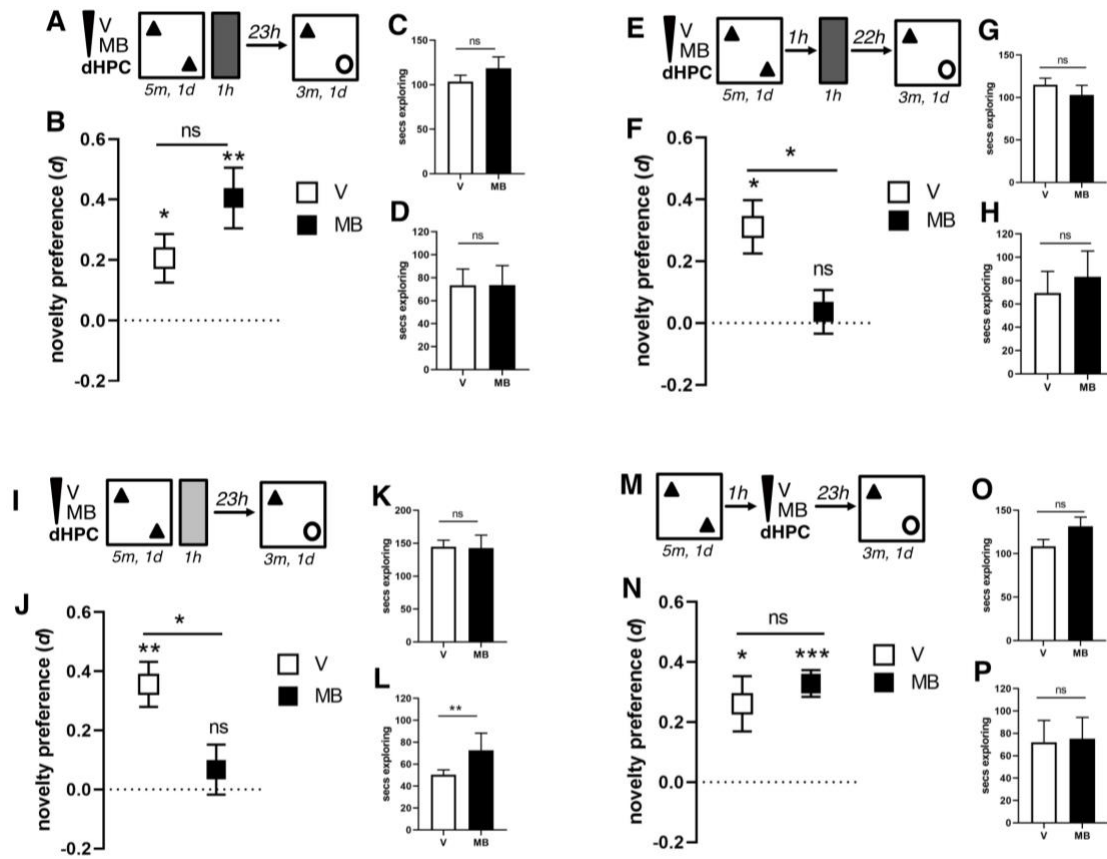 A
V
MB
dHPC
23h
5m, 1d
1h
3m, 1d
B
novelty preference (d)
0.6
0.4
0.2
0.0
-0.2
ns
*
**
V
MB
C
secs exploring
150
100
50
0
ns
V
MB
D
secs exploring
120
100
80
60
40
20
0
ns
V
MB
E
V
MB
dHPC
1h
22h
5m, 1d
1h
3m, 1d
F
novelty preference (d)
0.6
0.4
0.2
0.0
-0.2
*
*
ns
V
MB
G
secs exploring
150
100
50
0
ns
V
MB
H
secs exploring
120
100
80
60
40
20
0
ns
V
MB
I
V
MB
dHPC
23h
5m, 1d
1h
3m, 1d
J
novelty preference (d)
0.6
0.4
0.2
0.0
-0.2
*
**
ns
V
MB
K
secs exploring
200
150
100
50
0
ns
V
MB
L
secs exploring
120
100
80
60
40
20
0
**
V
MB
M
1h
V
MB
dHPC
23h
5m, 1d
3m, 1d
N
novelty preference (d)
0.6
0.4
0.2
0.0
-0.2
ns
*
***
V
MB
O
secs exploring
150
100
50
0
ns
V
MB
P
secs exploring
120
100
80
60
40
20
0
ns
V
MB